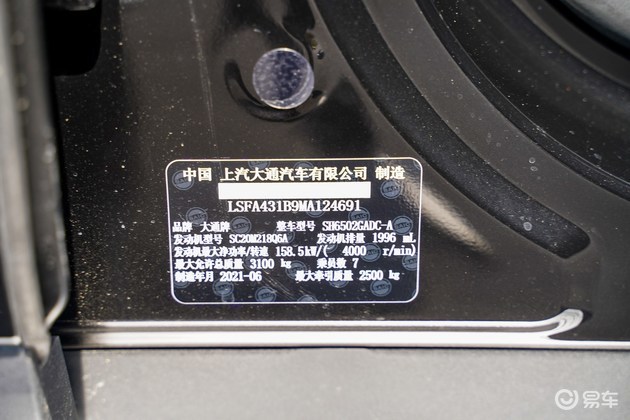 中国 上汽大通汽车有限公司 制造
LSFA431B9MA124691
品牌 大通牌 整车型号 SH6502GADC-A
发动机型号 SC20M218Q6A 发动机排量 1996 mL
发动机最大净功率/转速 158.5kW/( 4000 r/min)
最大允许总质量 3100 kg 乘员数 7
制造年月 2021-06 最大牵引质量 2500 kg
易车